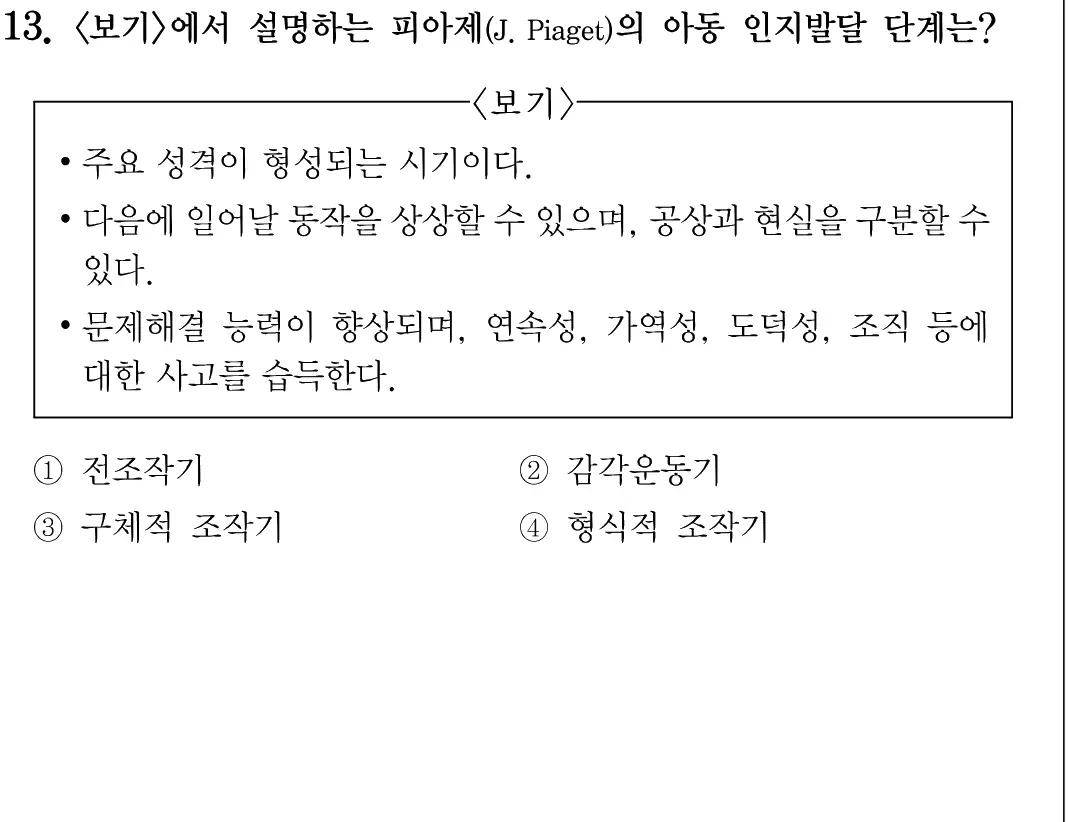 13. 〈보기〉에서 설명하는 피아제(J. Piaget)의 아동 인지발달 단계는?
〈보기〉
• 주요 성격이 형성되는 시기이다.
• 다음에 일어날 동작을 상상할 수 있으며, 공상과 현실을 구분할 수
있다.
• 문제해결 능력이 향상되며, 연속성, 가역성, 도덕성, 조직 등에
대한 사고를 습득한다.
① 전조작기 ② 감각운동기
③ 구체적 조작기 ④ 형식적 조작기